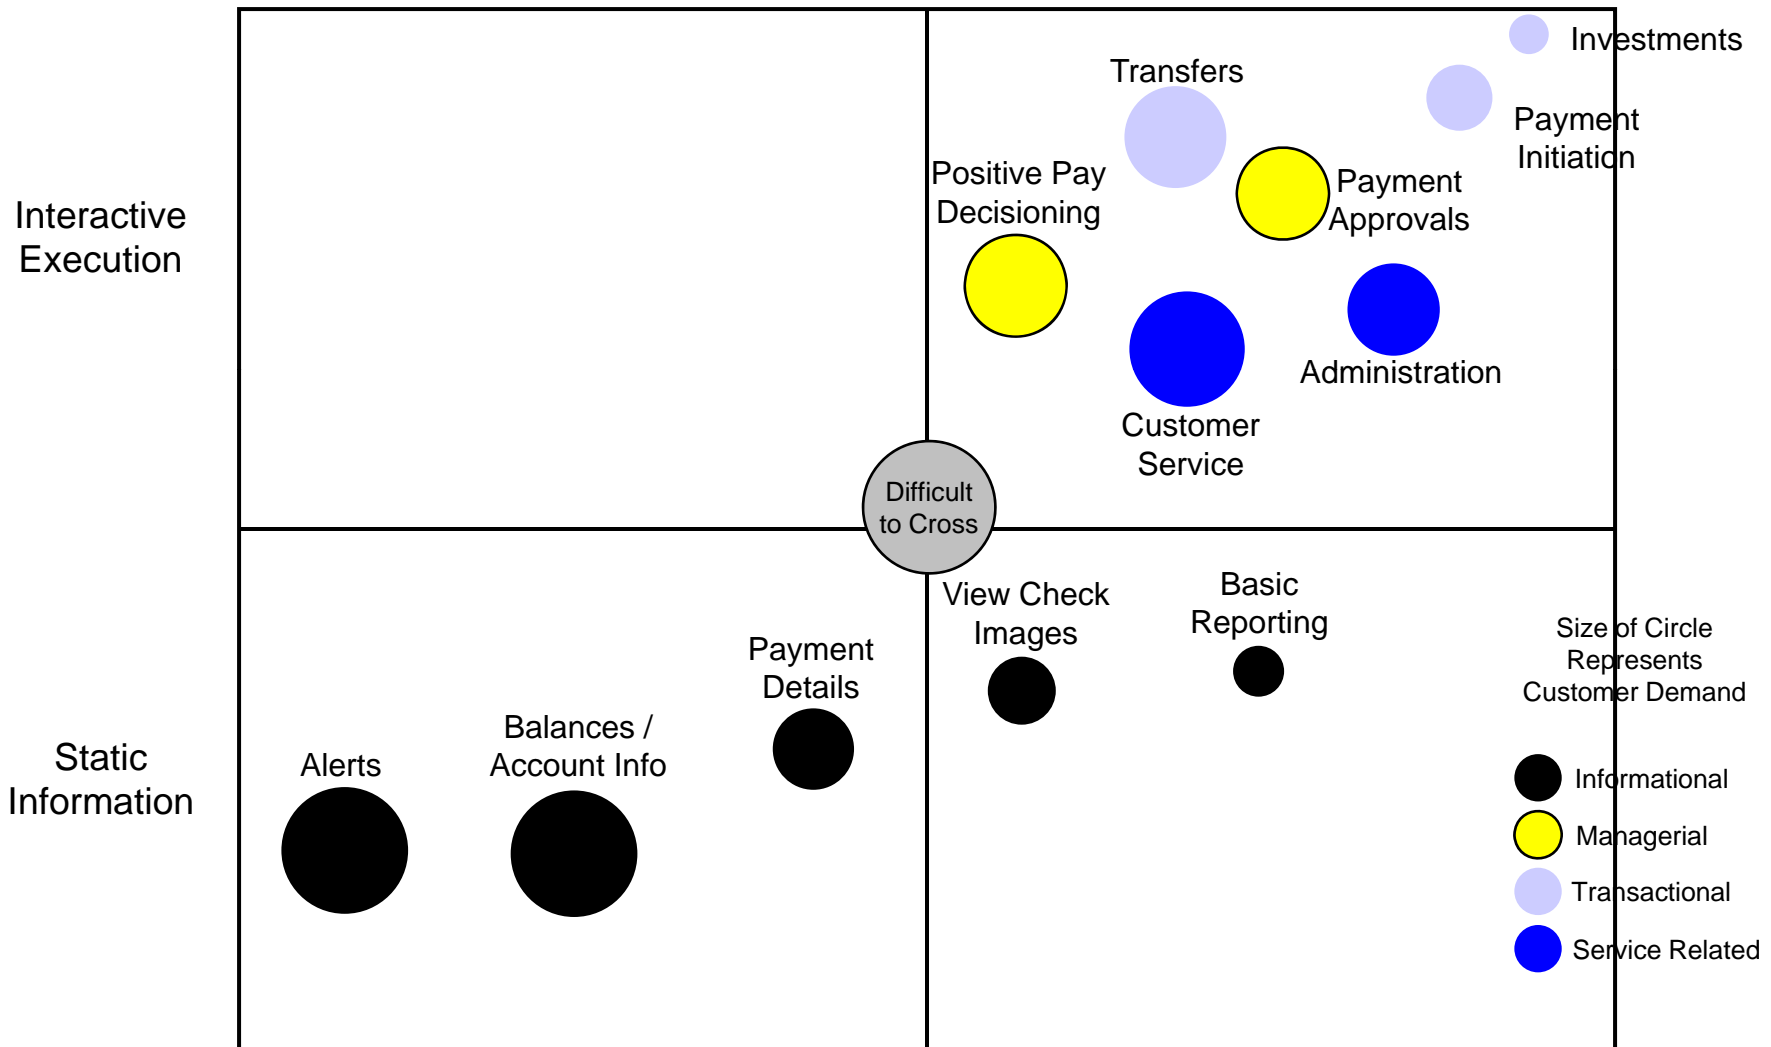 Investments
Transfers
Payment
Initiation
Positive Pay
Decisioning
Payment
Approvals
Interactive
Execution
Administration
Customer
Service
Difficult
to Cross
View Check
Images
Basic
Reporting
Size of Circle
Represents
Customer Demand
Payment
Details
Balances /
Account Info
Alerts
Static
Information
Informational
Managerial
Transactional
Service Related